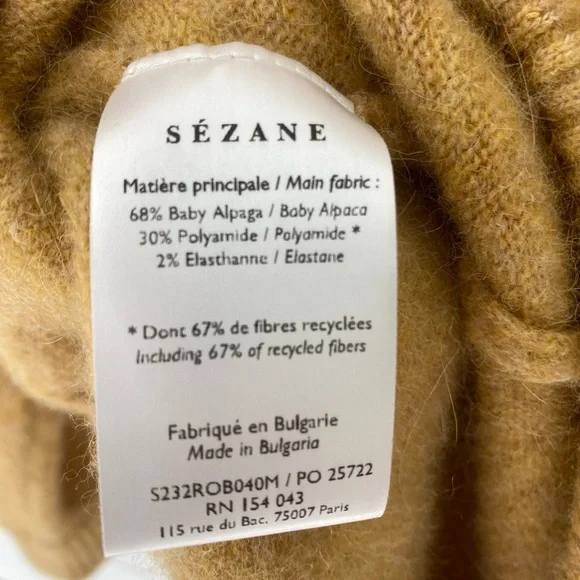 SÉZANE
Matière principale / Main fabric :
68% Baby Alpaga / Baby Alpaca
30% Polyamide / Polyamide *
2% Elasthanne / Elastane
* Dont 67% de fibres recyclées
Including 67% of recycled fibers
Fabriqué en Bulgarie
Made in Bulgaria
S232ROB040M / PO 25722
RN 154 043
115 rue du Bac. 75007 Paris